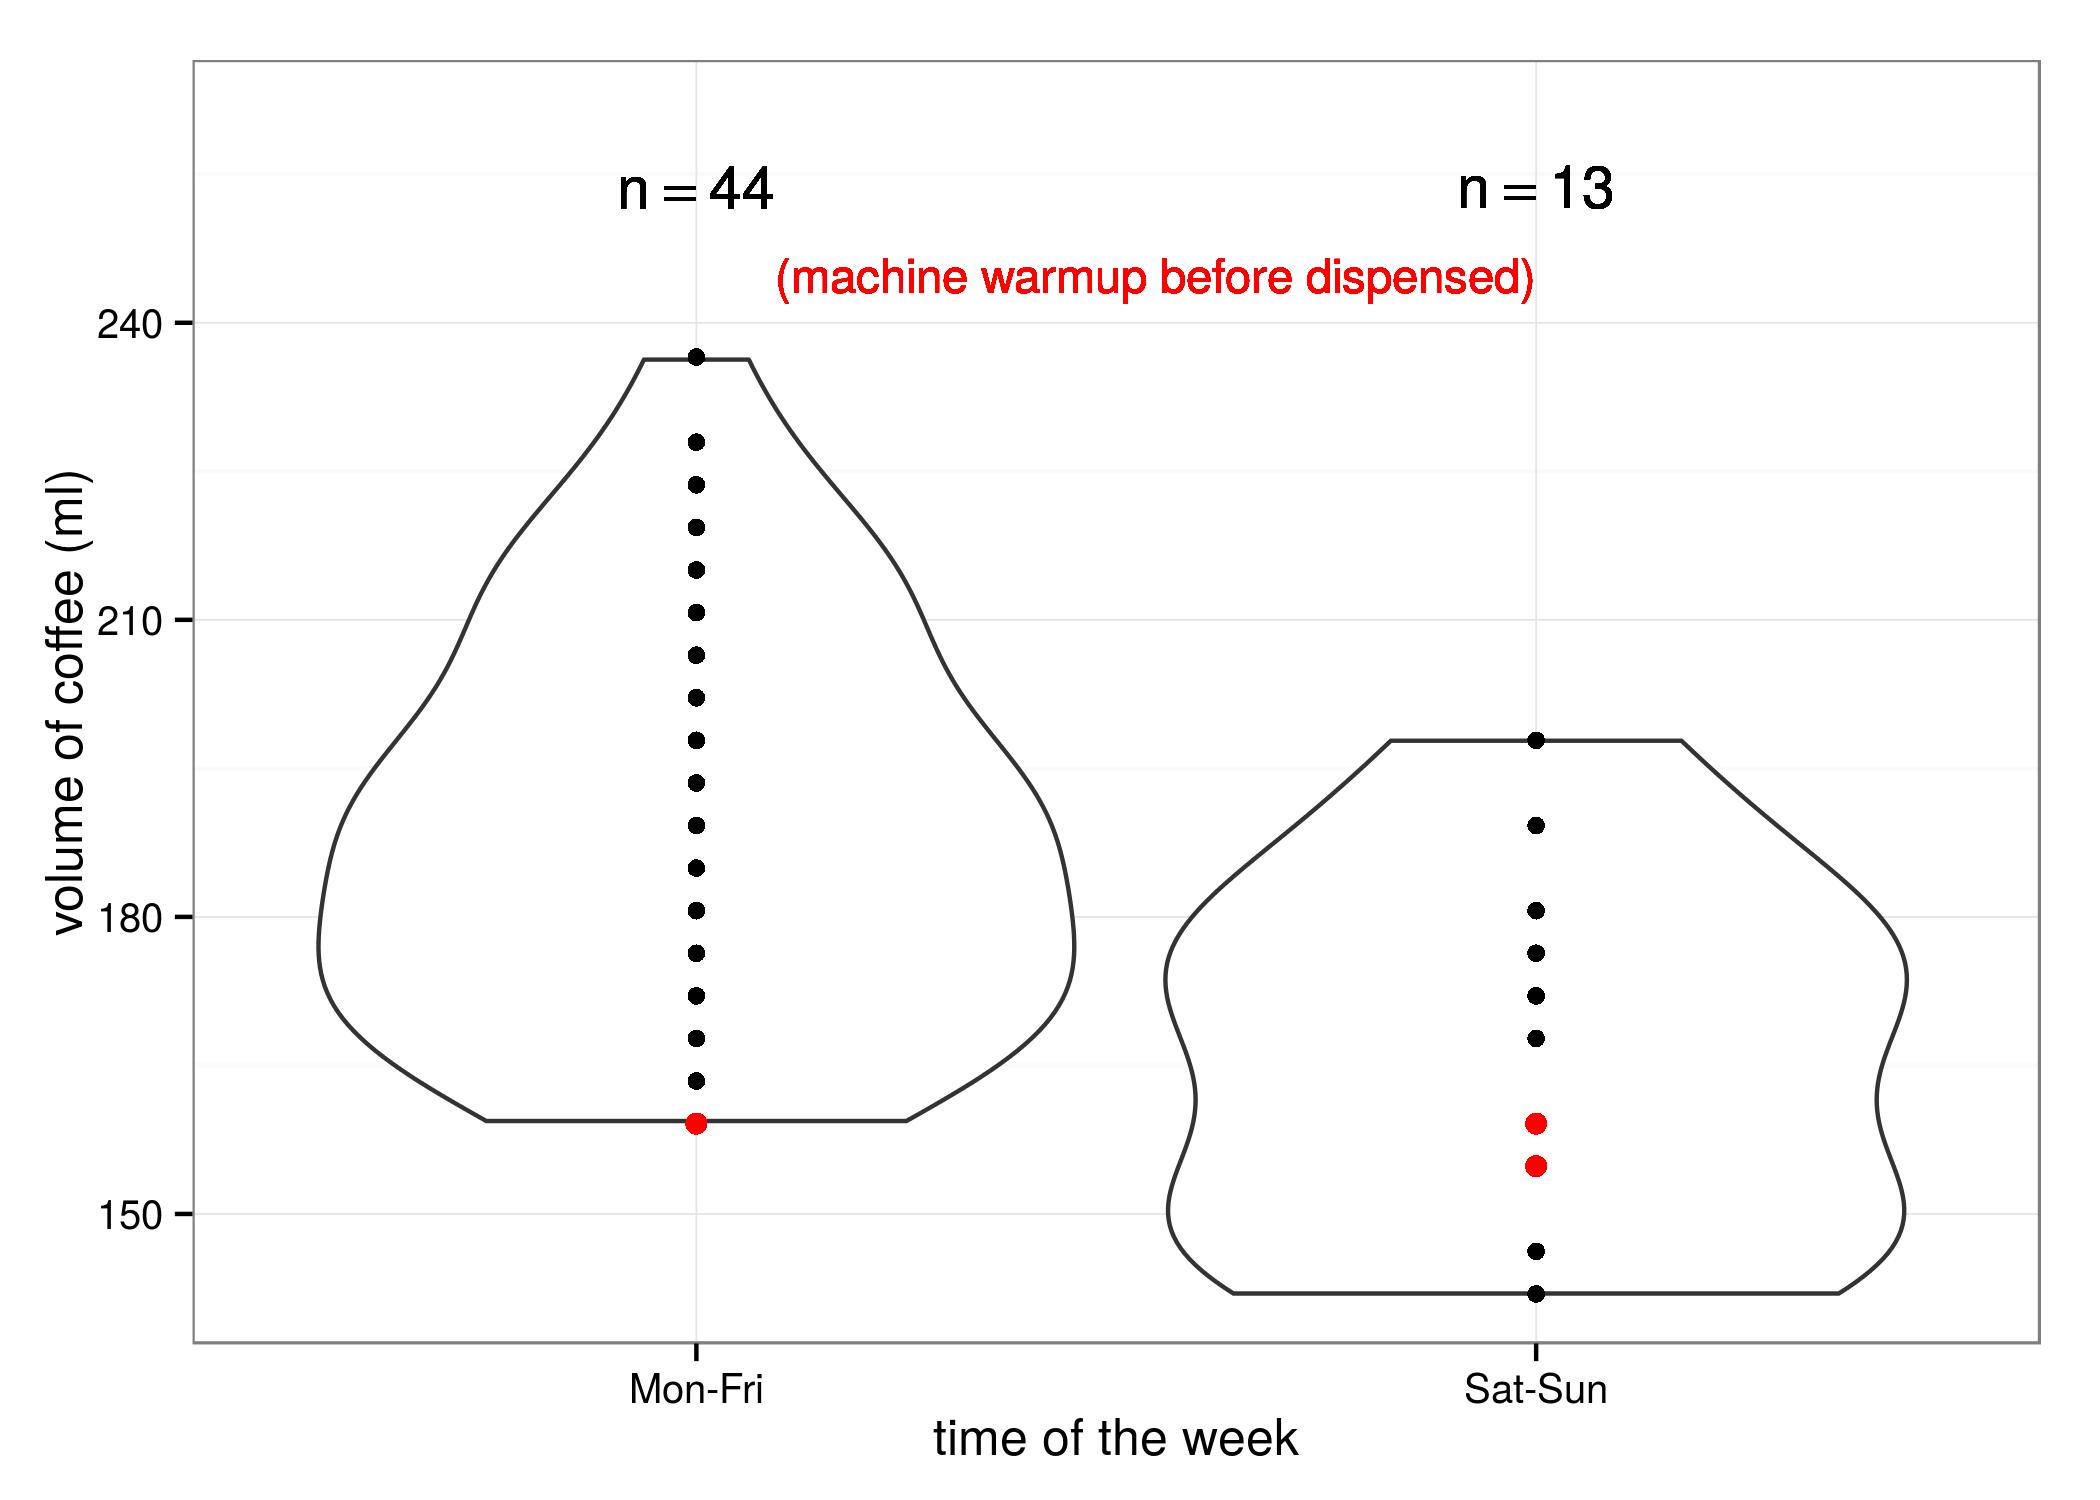 n = 44
n = 13
(machine warmup before dispensed)
240
210
180
150
volume of coffee (ml)
Mon-Fri
Sat-Sun
time of the week